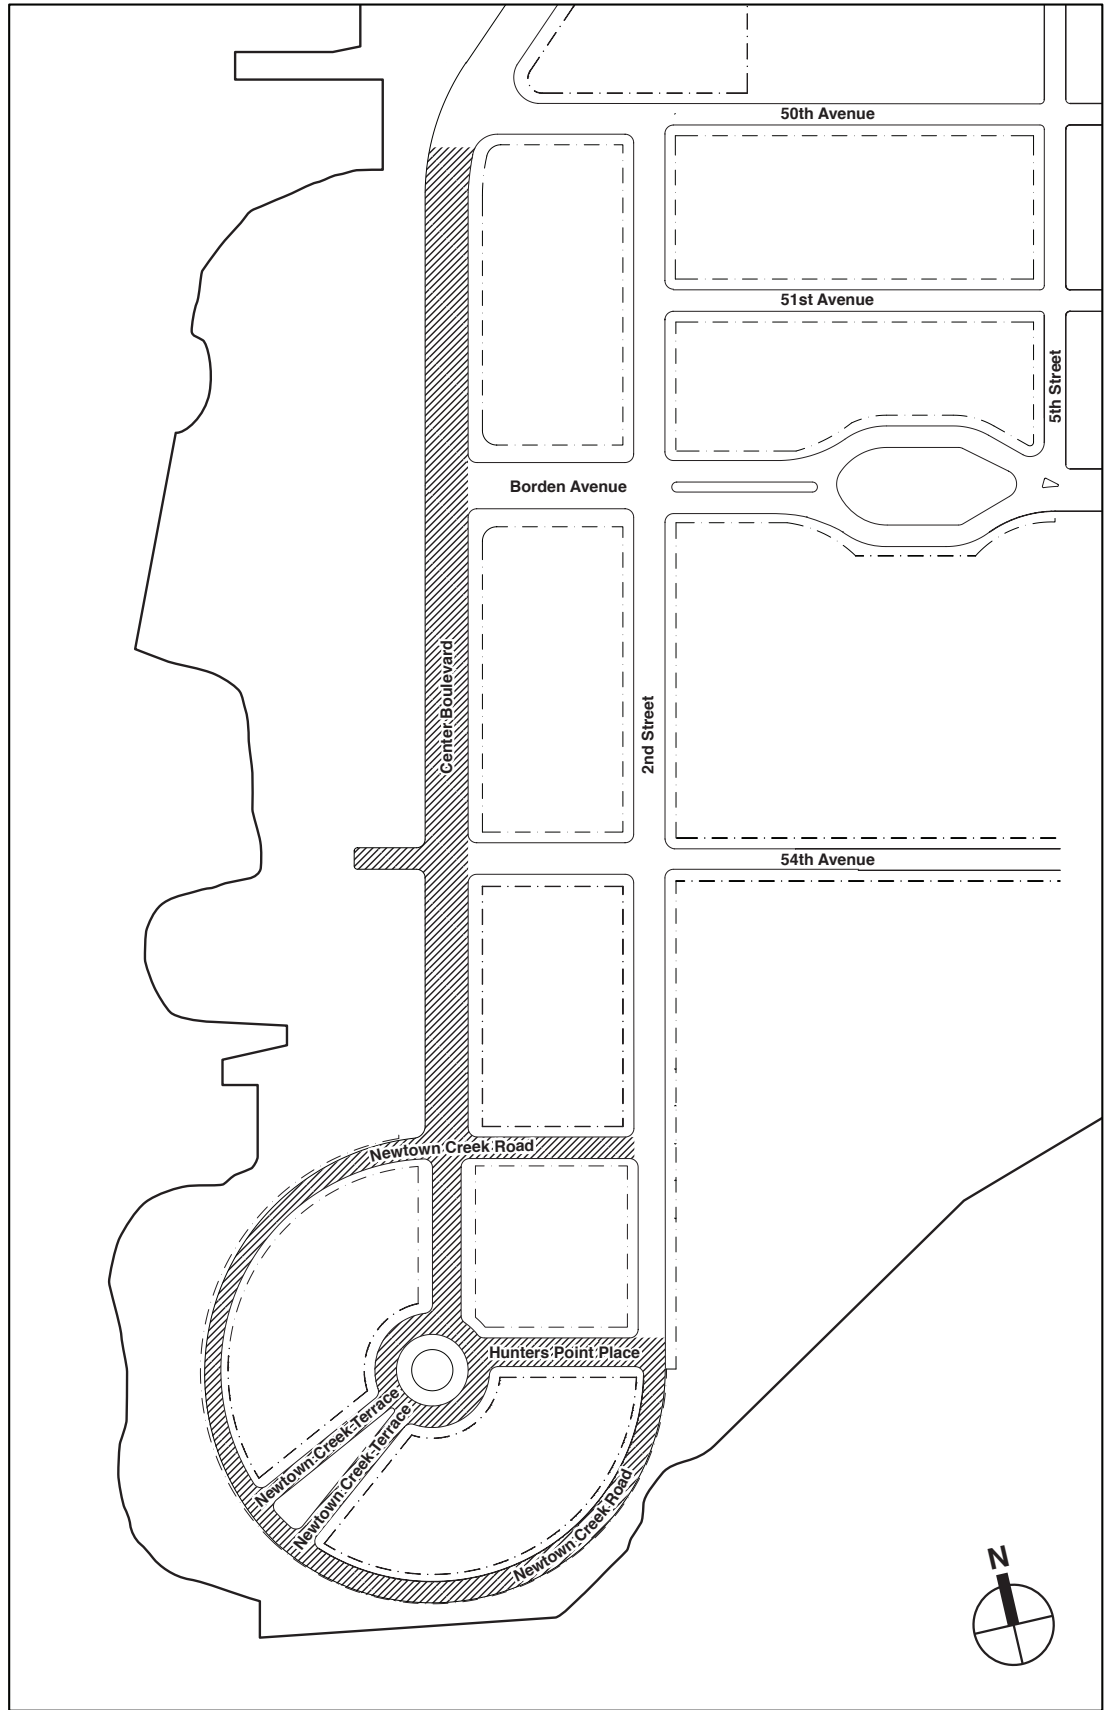 50th Avenue
51st Avenue
5th Street
Borden Avenue
Center Boulevard
2nd Street
54th Avenue
Newtown Creek Road
Hunters Point Place
Newtown Creek Terrace
Newtown Creek Terrace
Newtown Creek Road
N